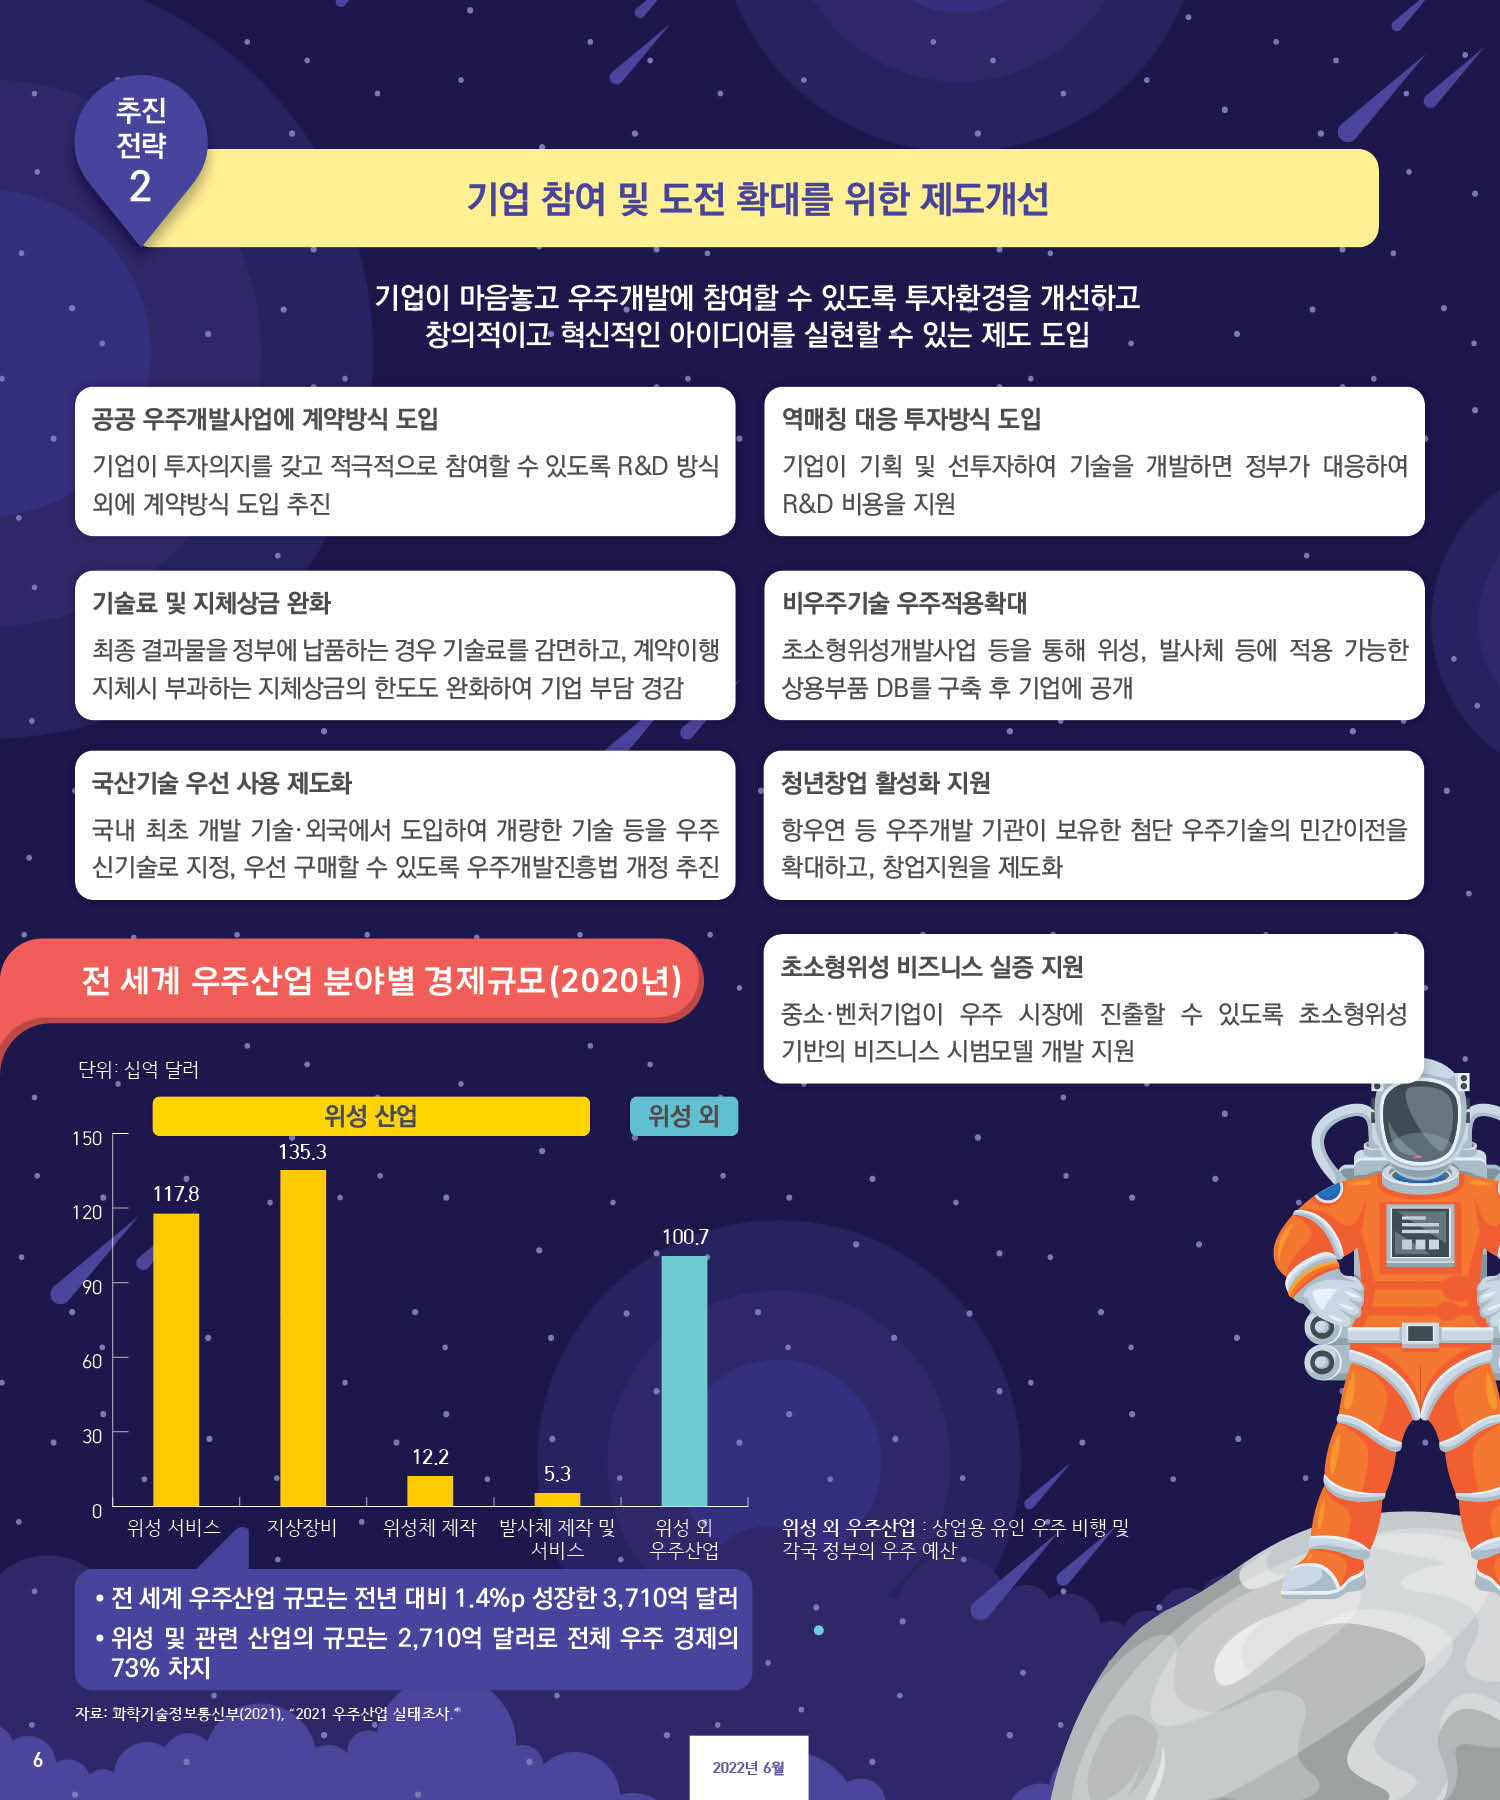 추진
전략
2
기업 참여 및 도전 확대를 위한 제도개선
기업이 마음놓고 우주개발에 참여할 수 있도록 투자환경을 개선하고
창의적이고 혁신적인 아이디어를 실현할 수 있는 제도 도입
공공 우주개발사업에 계약방식 도입
기업이 투자의지를 갖고 적극적으로 참여할 수 있도록 R&D 방식
외에 계약방식 도입 추진
역매칭 대응 투자방식 도입
기업이 기획 및 선투자하여 기술을 개발하면 정부가 대응하여
R&D 비용을 지원
기술료 및 지체상금 완화
최종 결과물을 정부에 납품하는 경우 기술료를 감면하고, 계약이행
지체시 부과하는 지체상금의 한도도 완화하여 기업 부담 경감
비우주기술 우주적용확대
초소형위성개발사업 등을 통해 위성, 발사체 등에 적용 가능한
상용부품 DB를 구축 후 기업에 공개
국산기술 우선 사용 제도화
국내 최초 개발 기술·외국에서 도입하여 개량한 기술 등을 우주
신기술로 지정, 우선 구매할 수 있도록 우주개발진흥법 개정 추진
청년창업 활성화 지원
항우연 등 우주개발 기관이 보유한 첨단 우주기술의 민간이전을
확대하고, 창업지원을 제도화
초소형위성 비즈니스 실증 지원
중소·벤처기업이 우주 시장에 진출할 수 있도록 초소형위성
기반의 비즈니스 시범모델 개발 지원
전 세계 우주산업 분야별 경제규모(2020년)
단위: 십억 달러
위성 산업
위성 외
150
120
90
60
30
0
117.8
135.3
12.2
5.3
100.7
위성 서비스
지상장비
위성체 제작
발사체 제작 및
서비스
위성 외
우주산업
위성 외 우주산업 : 상업용 유인 우주 비행 및
각국 정부의 우주 예산
• 전 세계 우주산업 규모는 전년 대비 1.4%p 성장한 3,710억 달러
• 위성 및 관련 산업의 규모는 2,710억 달러로 전체 우주 경제의
73% 차지
자료: 과학기술정보통신부(2021), “2021 우주산업 실태조사.”
6
2022년 6월